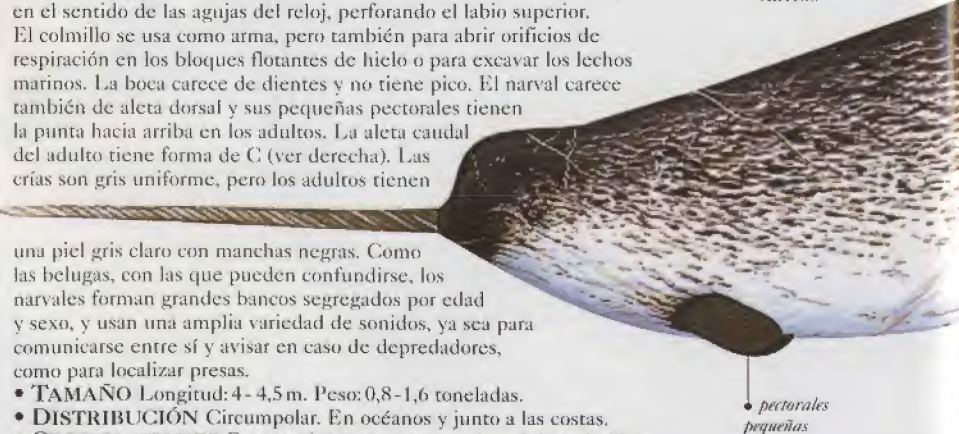 en el sentido de las agujas del reloj, perforando el labio superior.
El colmillo se usa como arma, pero también para abrir orificios de
respiración en los bloques flotantes de hielo o para excavar los lechos
marinos. La boca carece de dientes y no tiene pico. El narval carece
también de aleta dorsal y sus pequeñas pectorales tienen
la punta hacia arriba en los adultos. La aleta caudal
del adulto tiene forma de C (ver derecha). Las
crías son gris uniforme, pero los adultos tienen
una piel gris claro con manchas negras. Como
las belugas, con las que pueden confundirse, los
narvales forman grandes bancos segregados por edad
y sexo, y usan una amplia variedad de sonidos, ya sea para
comunicarse entre sí y avisar en caso de depredadores,
como para localizar presas.
• TAMAÑO Longitud: 4 - 4,5 m. Peso: 0,8 -1,6 toneladas.
• DISTRIBUCIÓN Circumpolar. En océanos y junto a las costas.
• pectorales
pequeñas